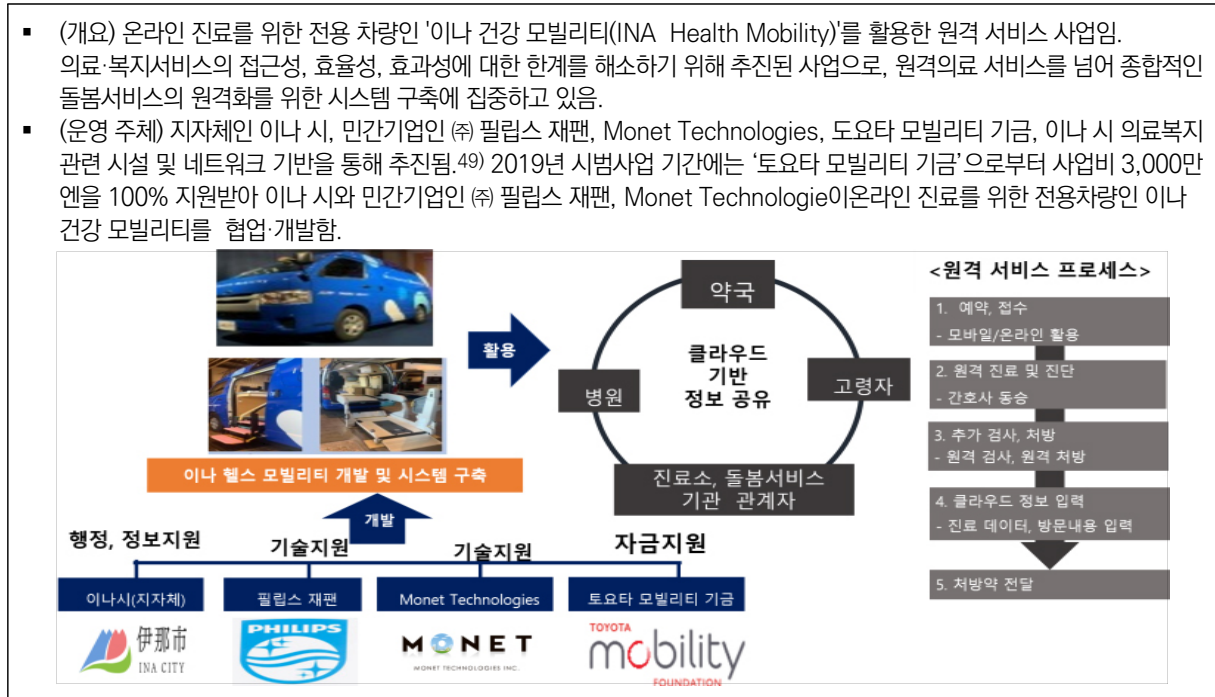 ▪ (개요) 온라인 진료를 위한 전용 차량인 '이나 건강 모빌리티(INA Health Mobility)'를 활용한 원격 서비스 사업임.
의료·복지서비스의 접근성, 효율성, 효과성에 대한 한계를 해소하기 위해 추진된 사업으로, 원격의료 서비스를 넘어 종합적인
돌봄서비스의 원격화를 위한 시스템 구축에 집중하고 있음.
▪ (운영 주체) 지자체인 이나 시, 민간기업인 ㈜ 필립스 재팬, Monet Technologies, 도요타 모빌리티 기금, 이나 시 의료복지
관련 시설 및 네트워크 기반을 통해 추진됨.49) 2019년 시범사업 기간에는 ‘토요타 모빌리티 기금’으로부터 사업비 3,000만
엔을 100% 지원받아 이나 시와 민간기업인 ㈜ 필립스 재팬, Monet Technologie이온라인 진료를 위한 전용차량인 이나
건강 모빌리티를 협업·개발함.
활용
약국
병원
클라우드
기반
정보 공유
고령자
진료소, 돌봄서비스
기관 관계자
<원격 서비스 프로세스>
1. 예약, 접수
- 모바일/온라인 활용
2. 원격 진료 및 진단
- 간호사 동승
3. 추가 검사, 처방
- 원격 검사, 원격 처방
4. 클라우드 정보 입력
- 진료 데이터, 방문내용 입력
5. 처방약 전달
이나 헬스 모빌리티 개발 및 시스템 구축
개발
행정, 정보지원
기술지원
기술지원
자금지원
이나시(지자체)
필립스 재팬
Monet Technologies
토요타 모빌리티 기금
伊那市
INA CITY
PHILIPS
MONET
MONET TECHNOLOGIES INC.
TOYOTA
mobility
FOUNDATION